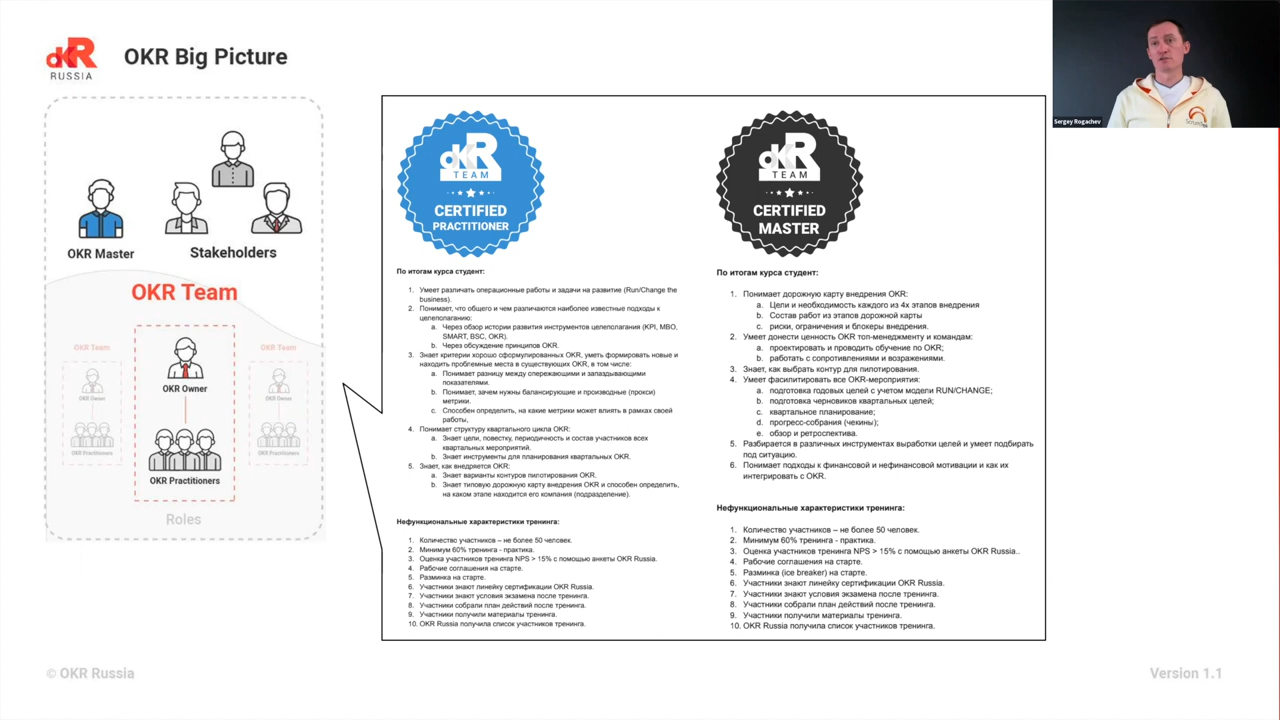 OKR
RUSSIA
OKR Big Picture
Sergey Rogachev
OKR Master
Stakeholders
OKR Team
OKR Team
OKR Owner
OKR Practitioners
OKR Owner
OKR Practitioners
OKR Team
OKR Owner
OKR Practitioners
Roles
OKR
TEAM
CERTIFIED
PRACTITIONER
По итогам курса студент:
1. Умеет различать операционные работы и задачи на развитие (Run/Change the
business).
2. Понимает, что общего и чем различаются наиболее известные подходы к
целеполаганию:
a. Через обзор истории развития инструментов целеполагания (KPI, MBO,
SMART, BSC, OKR).
b. Через обсуждение принципов OKR.
3. Знает критерии хорошо сформулированных OKR, уметь формировать новые и
находить проблемные места в существующих OKR, в том числе:
a. Понимает разницу между опережающими и запаздывающими
показателями.
b. Понимает, зачем нужны балансирующие и производные (прокси)
метрики.
c. Способен определить, на какие метрики может влиять в рамках своей
работы,
4. Понимает структуру квартального цикла OKR:
a. Знает цели, повестку, периодичность и состав участников всех
квартальных мероприятий.
b. Знает инструменты для планирования квартальных OKR.
5. Знает, как внедряется OKR:
a. Знает варианты контуров пилотирования OKR.
b. Знает типовую дорожную карту внедрения OKR и способен определить,
на каком этапе находится его компания (подразделение).
Нефункциональные характеристики тренинга:
1. Количество участников – не более 50 человек.
2. Минимум 60% тренинга - практика.
3. Оценка участников тренинга NPS > 15% с помощью анкеты OKR Russia.
4. Рабочие соглашения на старте.
5. Разминка на старте.
6. Участники знают линейку сертификации OKR Russia.
7. Участники знают условия экзамена после тренинга.
8. Участники собрали план действий после тренинга.
9. Участники получили материалы тренинга.
10. OKR Russia получила список участников тренинга.
OKR
TEAM
CERTIFIED
MASTER
По итогам курса студент:
1. Понимает дорожную карту внедрения OKR:
a. Цели и необходимость каждого из 4х этапов внедрения
b. Состав работ из этапов дорожной карты
c. риски, ограничения и блокеры внедрения.
2. Умеет донести ценность OKR топ-менеджменту и командам:
a. проектировать и проводить обучение по OKR;
b. работать с сопротивлениями и возражениями.
3. Знает, как выбрать контур для пилотирования.
4. Умеет фасилитировать все OKR-мероприятия:
a. подготовка годовых целей с учетом модели RUN/CHANGE;
b. подготовка черновиков квартальных целей;
c. квартальное планирование;
d. прогресс-собрания (чекины);
e. обзор и ретроспектива.
5. Разбирается в различных инструментах выработки целей и умеет подбирать
под ситуацию.
6. Понимает подходы к финансовой и нефинансовой мотивации и как их
интегрировать с OKR.
Нефункциональные характеристики тренинга:
1. Количество участников – не более 50 человек.
2. Минимум 60% тренинга - практика.
3. Оценка участников тренинга NPS > 15% с помощью анкеты OKR Russia..
4. Рабочие соглашения на старте.
5. Разминка (ice breaker) на старте.
6. Участники знают линейку сертификации OKR Russia.
7. Участники знают условия экзамена после тренинга.
8. Участники собрали план действий после тренинга.
9. Участники получили материалы тренинга.
10. OKR Russia получила список участников тренинга.
© OKR Russia
Version 1.1